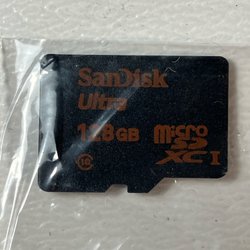 SanDisk
Ultra
128GB
micro
SD
XC I
10